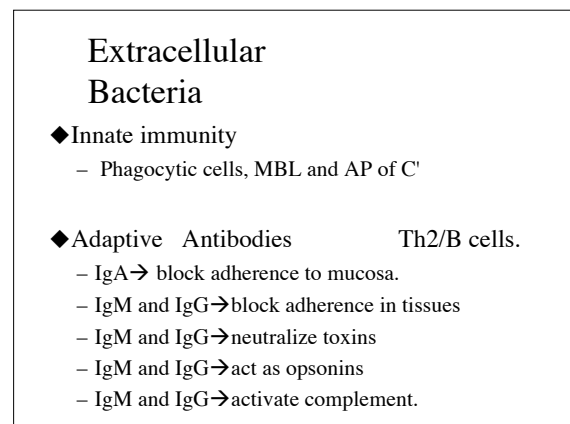 Extracellular
Bacteria
◆Innate immunity
– Phagocytic cells, MBL and AP of C'
◆Adaptive Antibodies Th2/B cells.
– IgA→ block adherence to mucosa.
– IgM and IgG→block adherence in tissues
– IgM and IgG→neutralize toxins
– IgM and IgG→act as opsonins
– IgM and IgG→activate complement.